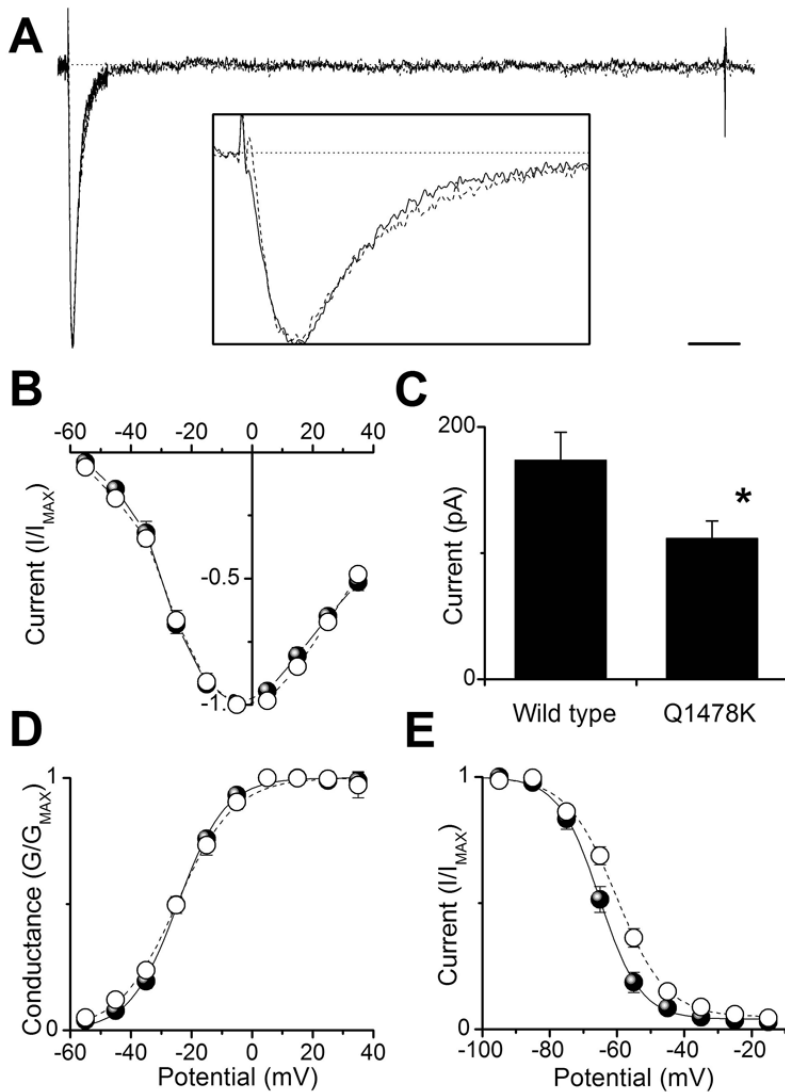 A
B
-60 -40 -20 0 20 40
Current (I/IMAX)
-0.5
-1.
C
200
Current (pA)
0
*
Wild type Q1478K
D
1
Conductance (G/GMAX)
0
-60 -40 -20 0 20 40
Potential (mV)
E
1
Current (I/IMAX)
0
-100 -80 -60 -40 -20
Potential (mV)